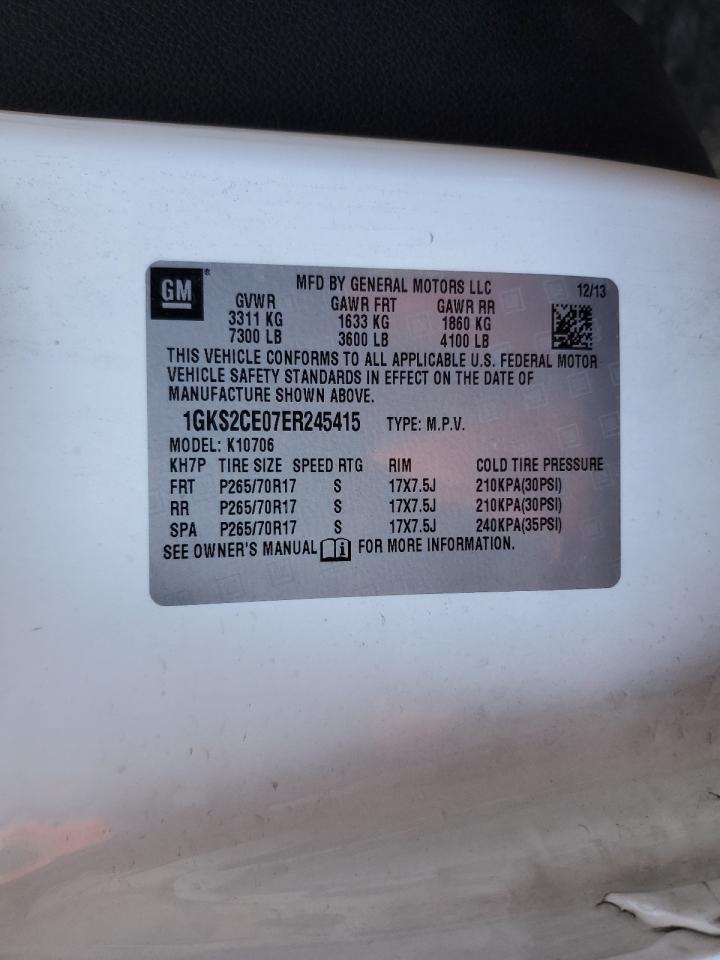 GM®
MFD BY GENERAL MOTORS LLC 12/13
GVWR GAWR FRT GAWR RR
3311 KG 1633 KG 1860 KG
7300 LB 3600 LB 4100 LB
THIS VEHICLE CONFORMS TO ALL APPLICABLE U.S. FEDERAL MOTOR
VEHICLE SAFETY STANDARDS IN EFFECT ON THE DATE OF
MANUFACTURE SHOWN ABOVE.
1GKS2CE07ER245415 TYPE: M.P.V.
MODEL: K10706
KH7P TIRE SIZE SPEED RTG RIM COLD TIRE PRESSURE
FRT P265/70R17 S 17X7.5J 210KPA(30PSI)
RR P265/70R17 S 17X7.5J 210KPA(30PSI)
SPA P265/70R17 S 17X7.5J 240KPA(35PSI)
SEE OWNER'S MANUAL i FOR MORE INFORMATION.